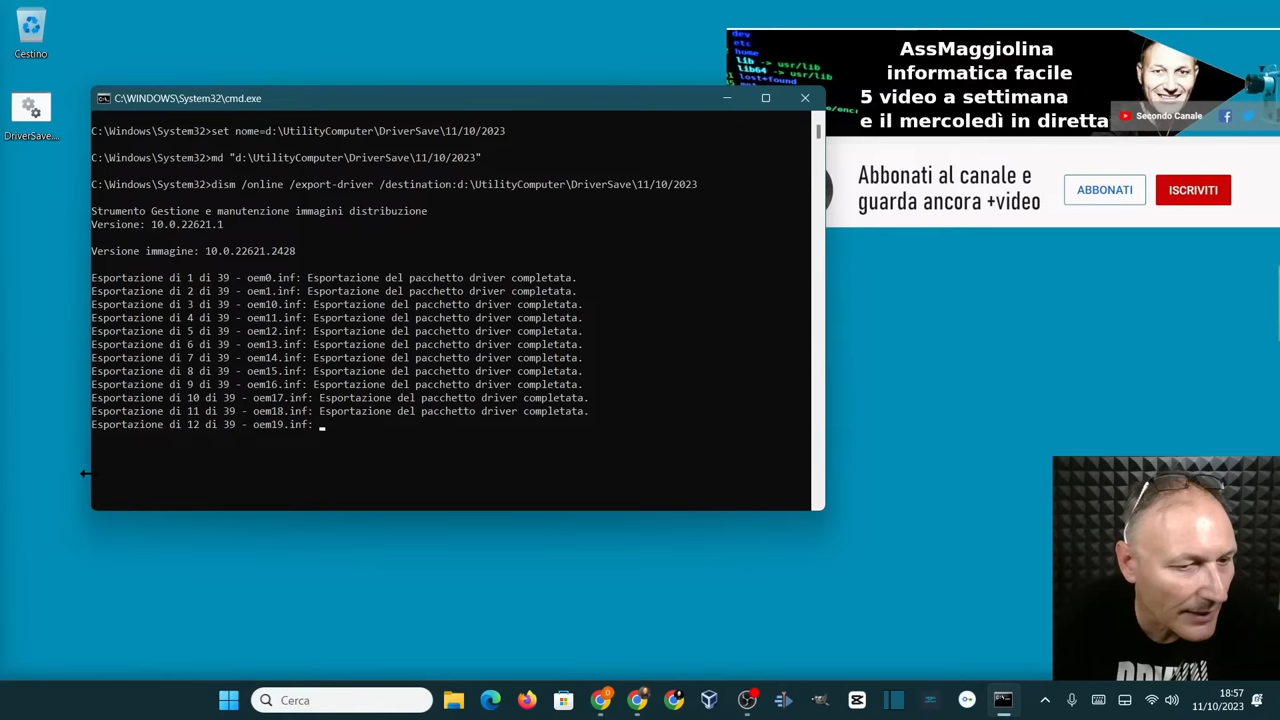 Cestino
DriverSave....
dev
etc
home
lib -> usr/lib
lib64 -> usr/lib
lost+found
AssMaggiolina
informatica facile
5 video a settimana
e il mercoledì in diretta
Secondo Canale
Abbonati al canale e
guarda ancora +video
ABBONATI
ISCRIVITI
C:\WINDOWS\System32\cmd.exe
C:\Windows\System32>set nome=d:\UtilityComputer\DriverSave\11/10/2023
C:\Windows\System32>md "d:\UtilityComputer\DriverSave\11/10/2023"
C:\Windows\System32>dism /online /export-driver /destination:d:\UtilityComputer\DriverSave\11/10/2023
Strumento Gestione e manutenzione immagini distribuzione
Versione: 10.0.22621.1
Versione immagine: 10.0.22621.2428
Esportazione di 1 di 39 - oem0.inf: Esportazione del pacchetto driver completata.
Esportazione di 2 di 39 - oem1.inf: Esportazione del pacchetto driver completata.
Esportazione di 3 di 39 - oem10.inf: Esportazione del pacchetto driver completata.
Esportazione di 4 di 39 - oem11.inf: Esportazione del pacchetto driver completata.
Esportazione di 5 di 39 - oem12.inf: Esportazione del pacchetto driver completata.
Esportazione di 6 di 39 - oem13.inf: Esportazione del pacchetto driver completata.
Esportazione di 7 di 39 - oem14.inf: Esportazione del pacchetto driver completata.
Esportazione di 8 di 39 - oem15.inf: Esportazione del pacchetto driver completata.
Esportazione di 9 di 39 - oem16.inf: Esportazione del pacchetto driver completata.
Esportazione di 10 di 39 - oem17.inf: Esportazione del pacchetto driver completata.
Esportazione di 11 di 39 - oem18.inf: Esportazione del pacchetto driver completata.
Esportazione di 12 di 39 - oem19.inf:
Cerca
18:57
11/10/2023